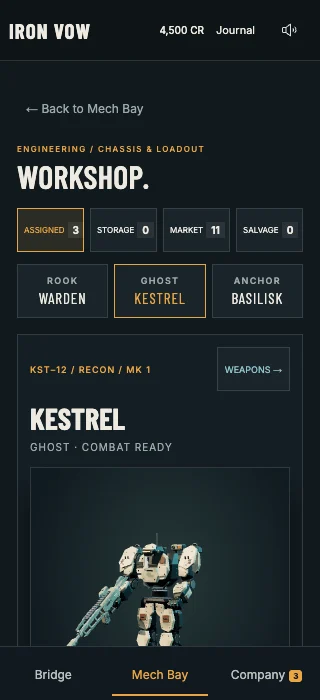 IRON VOW
4,500 CR
Journal
← Back to Mech Bay
ENGINEERING / CHASSIS & LOADOUT
WORKSHOP.
ASSIGNED 3
STORAGE 0
MARKET 11
SALVAGE 0
ROOK
WARDEN
GHOST
KESTREL
ANCHOR
BASILISK
KST–12 / RECON / MK 1
WEAPONS →
KESTREL
GHOST · COMBAT READY
Bridge
Mech Bay
Company 3